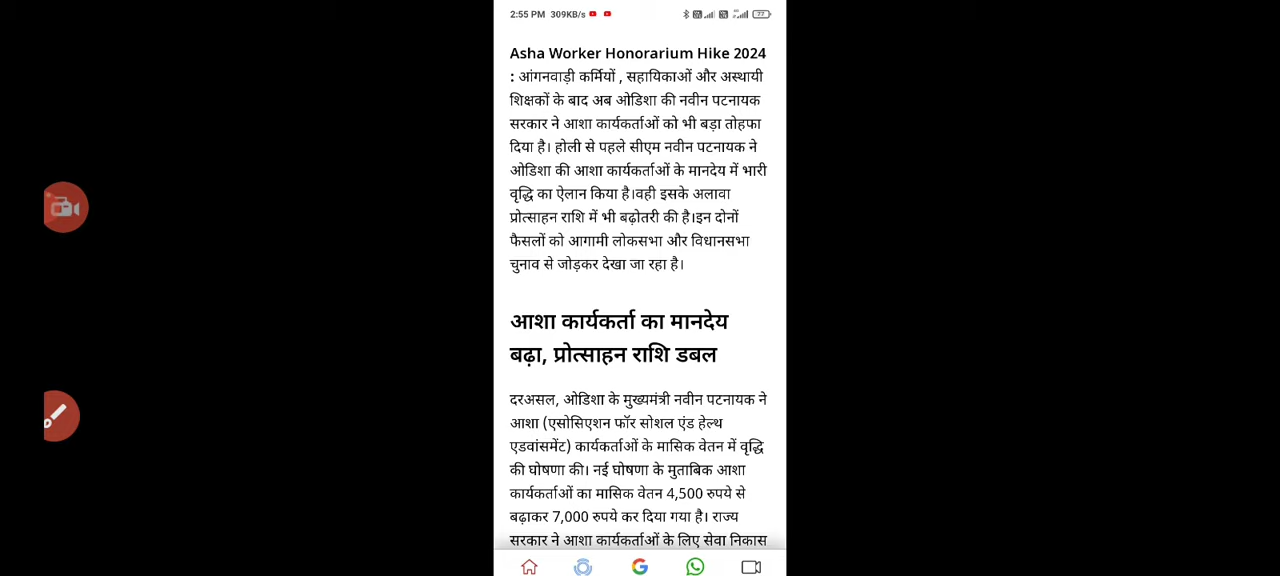 2:55 PM 309KB/s
77
Asha Worker Honorarium Hike 2024
: आंगनवाड़ी कर्मियों , सहायिकाओं और अस्थायी
शिक्षकों के बाद अब ओडिशा की नवीन पटनायक
सरकार ने आशा कार्यकर्ताओं को भी बड़ा तोहफा
दिया है। होली से पहले सीएम नवीन पटनायक ने
ओडिशा की आशा कार्यकर्ताओं के मानदेय में भारी
वृद्धि का ऐलान किया है।वही इसके अलावा
प्रोत्साहन राशि में भी बढ़ोतरी की है।इन दोनों
फैसलों को आगामी लोकसभा और विधानसभा
चुनाव से जोड़कर देखा जा रहा है।
आशा कार्यकर्ता का मानदेय
बढ़ा, प्रोत्साहन राशि डबल
दरअसल, ओडिशा के मुख्यमंत्री नवीन पटनायक ने
आशा (एसोसिएशन फॉर सोशल एंड हेल्थ
एडवांसमेंट) कार्यकर्ताओं के मासिक वेतन में वृद्धि
की घोषणा की। नई घोषणा के मुताबिक आशा
कार्यकर्ताओं का मासिक वेतन 4,500 रुपये से
बढ़ाकर 7,000 रुपये कर दिया गया है। राज्य
सरकार ने आशा कार्यकर्ताओं के लिए सेवा निकास